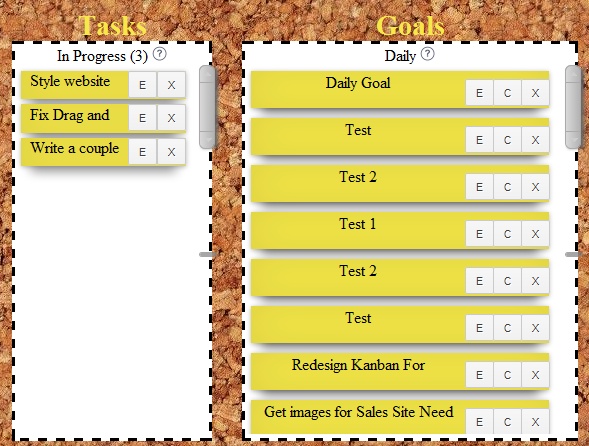 Tasks
In Progress (3) ?
Style website E X
Fix Drag and E X
Write a couple E X
Goals
Daily ?
Daily Goal E C X
Test E C X
Test 2 E C X
Test 1 E C X
Test 2 E C X
Test E C X
Redesign Kanban For E C X
Get images for Sales Site Need E C X